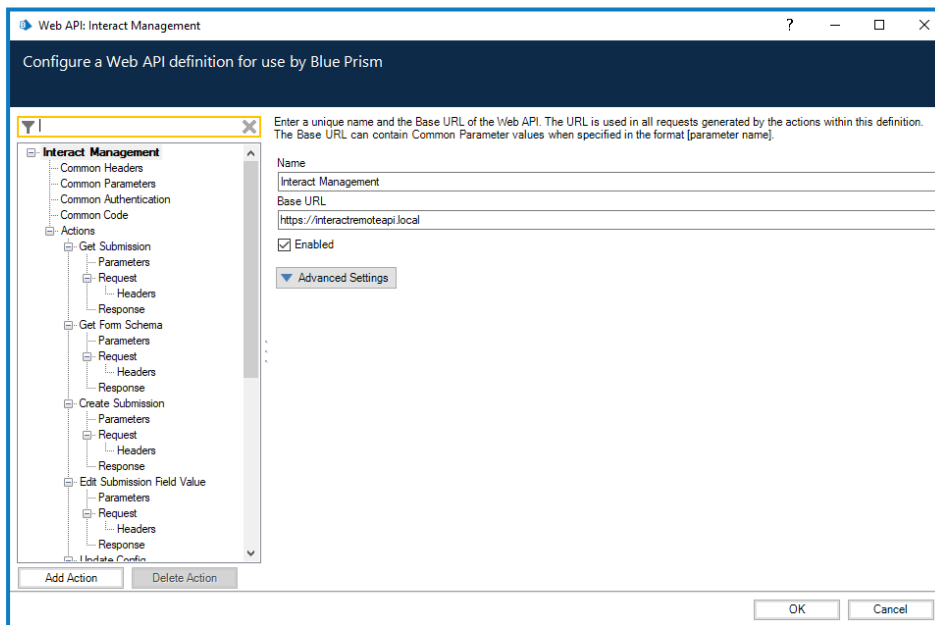 Web API: Interact Management
Configure a Web API definition for use by Blue Prism
Enter a unique name and the Base URL of the Web API. The URL is used in all requests generated by the actions within this definition.
The Base URL can contain Common Parameter values when specified in the format [parameter name].
Name
Interact Management
Base URL
https://interactremoteapi.local
Enabled
Advanced Settings
Interact Management
Common Headers
Common Parameters
Common Authentication
Common Code
Actions
Get Submission
Parameters
Request
Headers
Response
Get Form Schema
Parameters
Request
Headers
Response
Create Submission
Parameters
Request
Headers
Response
Edit Submission Field Value
Parameters
Request
Headers
Response
Update Config
Add Action
Delete Action
OK
Cancel